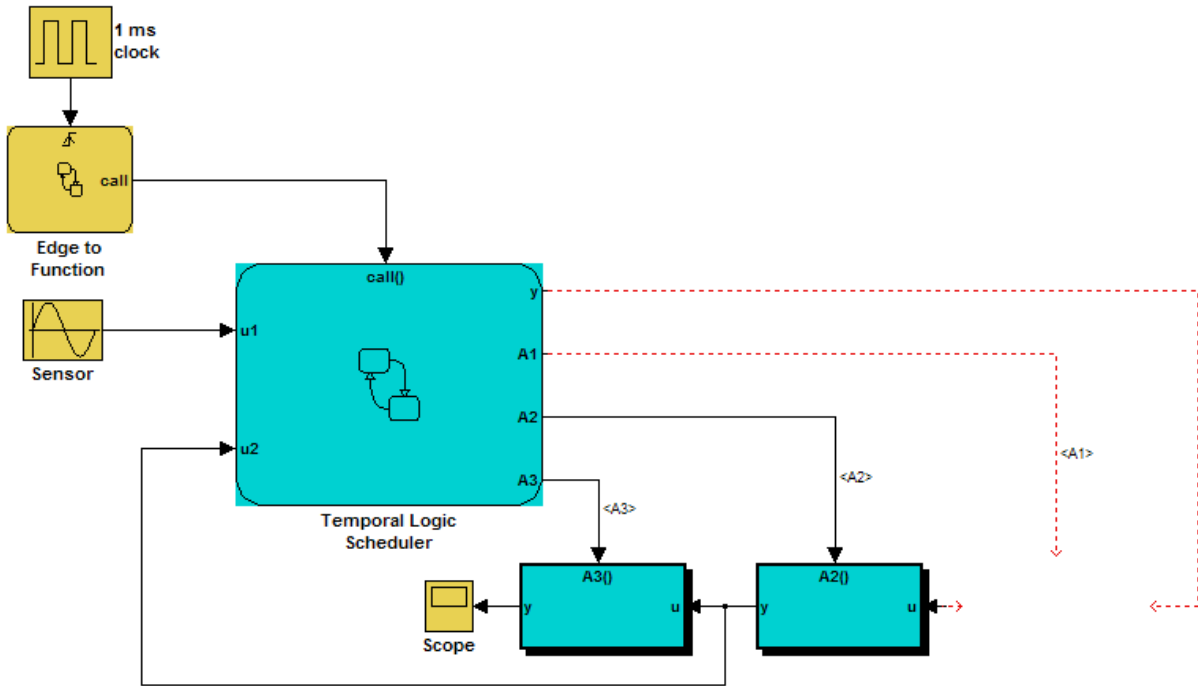 1 ms
clock
call
Edge to
Function
call()
y
u1
Sensor
A1
A2
u2
<A1>
<A2>
A3
<A3>
Temporal Logic
Scheduler
A3()
A2()
y
u
y
u
Scope